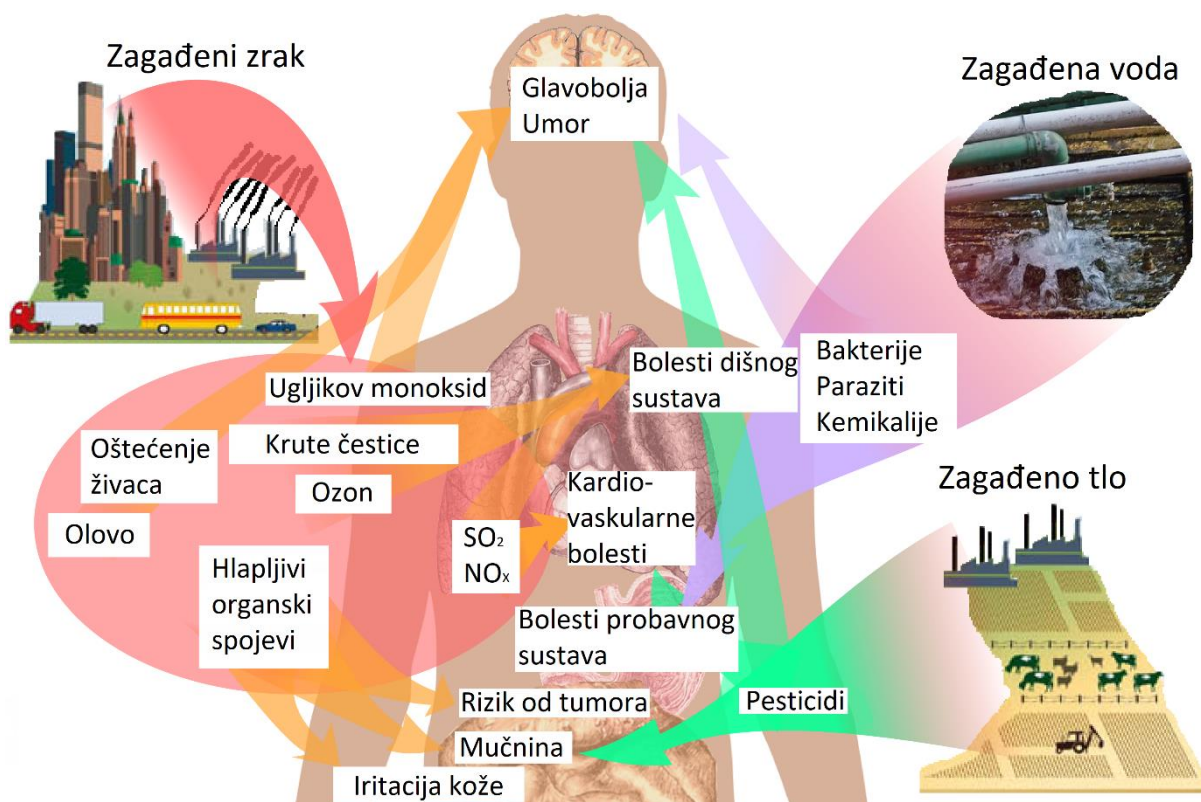 Zagađeni zrak
Zagađena voda
Glavobolja
Umor
Ugljikov monoksid
Bolesti dišnog
sustava
Bakterije
Paraziti
Kemikalije
Oštećenje
živaca
Krute čestice
Ozon
Olovo
SO₂
NOₓ
Kardio-
vaskularne
bolesti
Zagađeno tlo
Hlapljivi
organski
spojevi
Bolesti probavnog
sustava
Rizik od tumora
Pesticidi
Mučnina
Iritacija kože